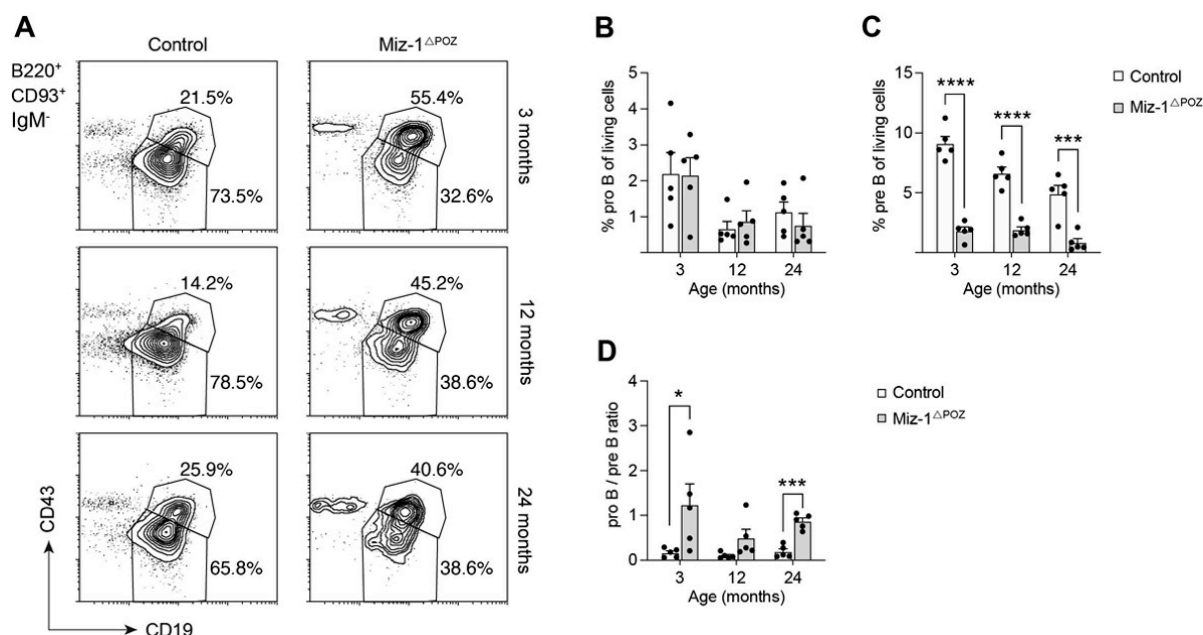 A
Control
Miz-1△POZ
B220+
CD93+
IgM-
21.5%
73.5%
55.4%
32.6%
3 months
14.2%
78.5%
45.2%
38.6%
12 months
25.9%
65.8%
40.6%
38.6%
24 months
CD43
CD19
B
% pro B of living cells
5
4
3
2
1
3 12 24
Age (months)
C
% pre B of living cells
15
10
5
**** **** ***
3 12 24
Age (months)
Control
Miz-1△POZ
D
pro B / pre B ratio
4
3
2
1
0
* ***
3 12 24
Age (months)
Control
Miz-1△POZ